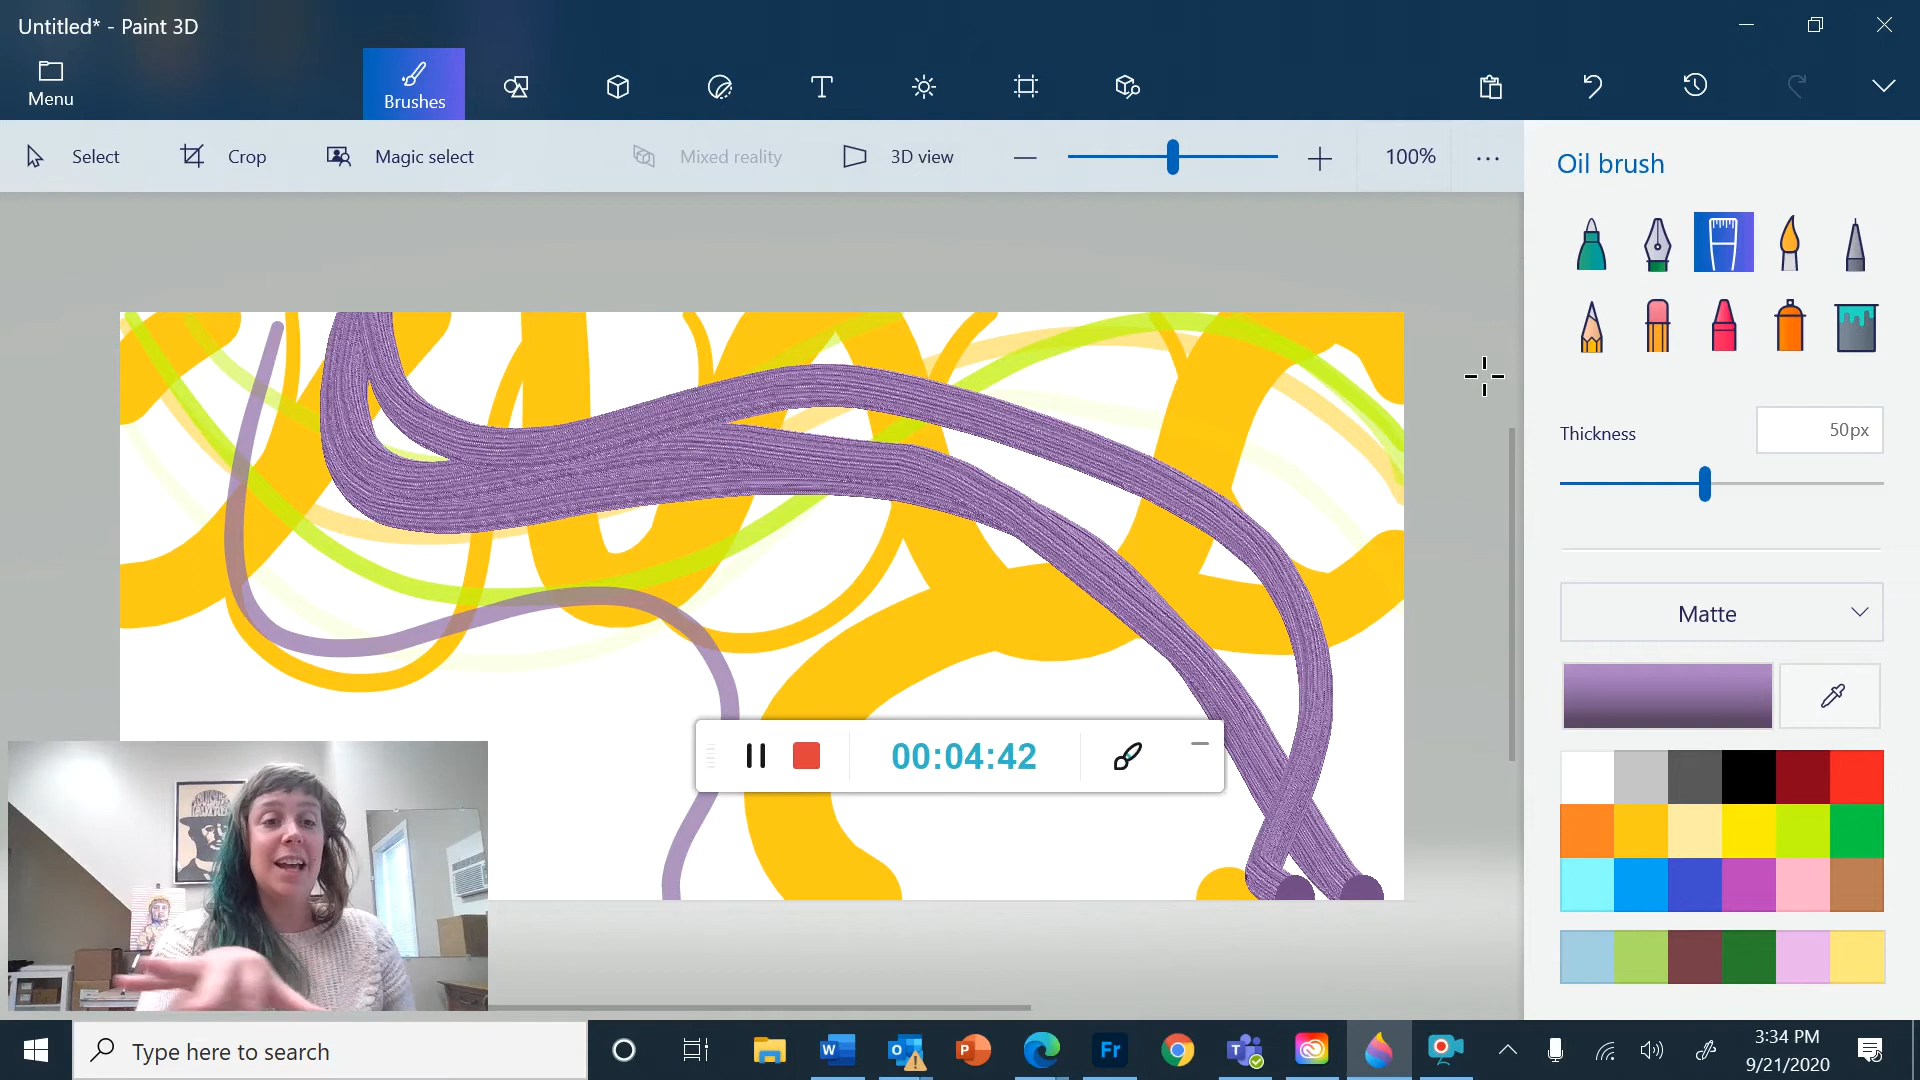 Untitled* - Paint 3D
Menu
Brushes
Select
Crop
Magic select
Mixed reality
3D view
100%
Oil brush
Thickness
50px
Matte
00:04:42
Type here to search
W
O
P
Fr
T
3:34 PM
9/21/2020